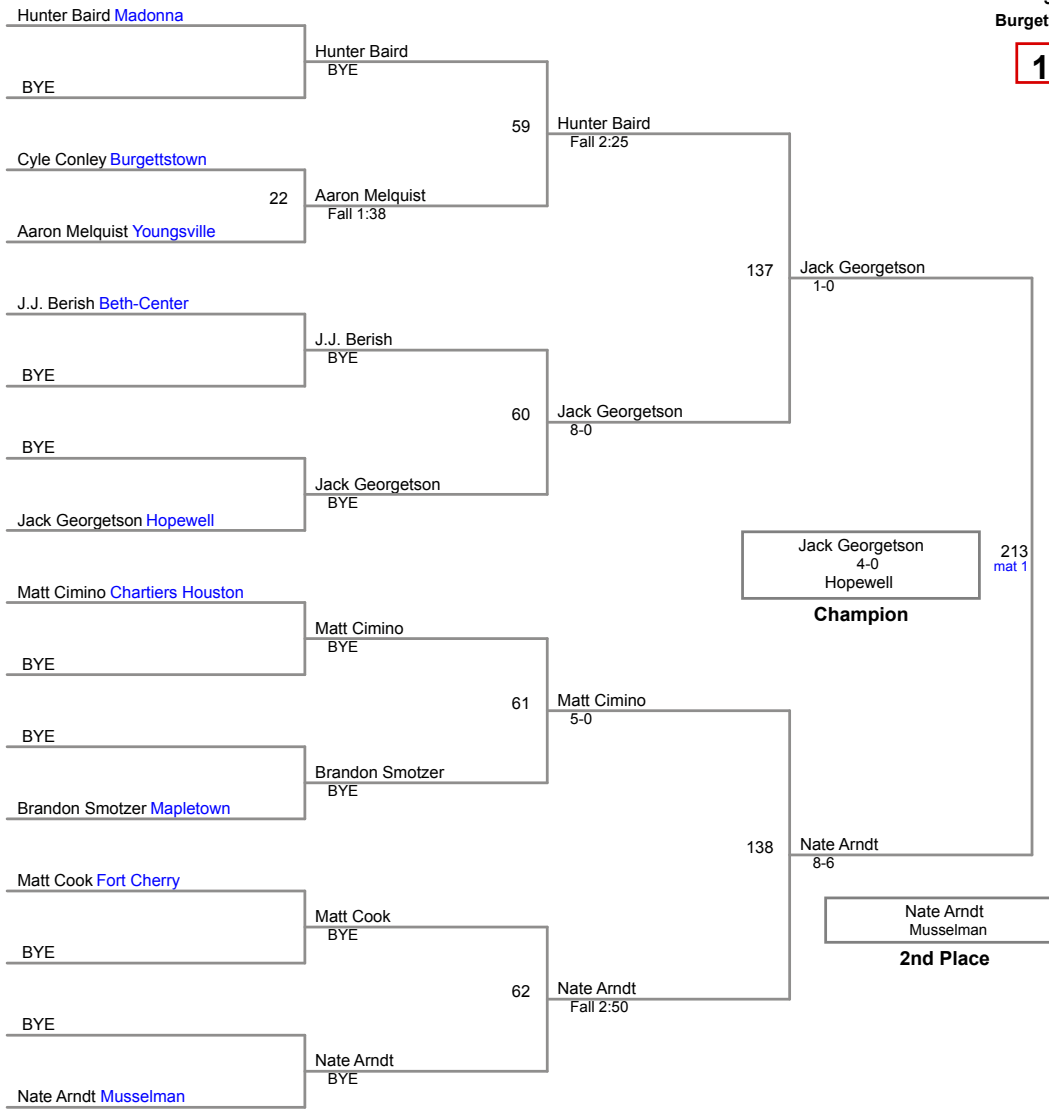 Hunter Baird Madonna
Hunter Baird
BYE
BYE
59
Hunter Baird
Fall 2:25
Cyle Conley Burgettstown
22
Aaron Melquist
Fall 1:38
Aaron Melquist Youngsville
137
Jack Georgetson
1-0
J.J. Berish Beth-Center
J.J. Berish
BYE
BYE
60
Jack Georgetson
8-0
BYE
Jack Georgetson
BYE
Jack Georgetson Hopewell
Jack Georgetson
4-0
Hopewell
Champion
213
mat 1
Matt Cimino Chartiers Houston
Matt Cimino
BYE
BYE
61
Matt Cimino
5-0
BYE
Brandon Smotzer
BYE
Brandon Smotzer Mapletown
138
Nate Arndt
8-6
Matt Cook Fort Cherry
Matt Cook
BYE
BYE
Nate Arndt
Musselman
2nd Place
62
Nate Arndt
Fall 2:50
BYE
Nate Arndt
BYE
Nate Arndt Musselman